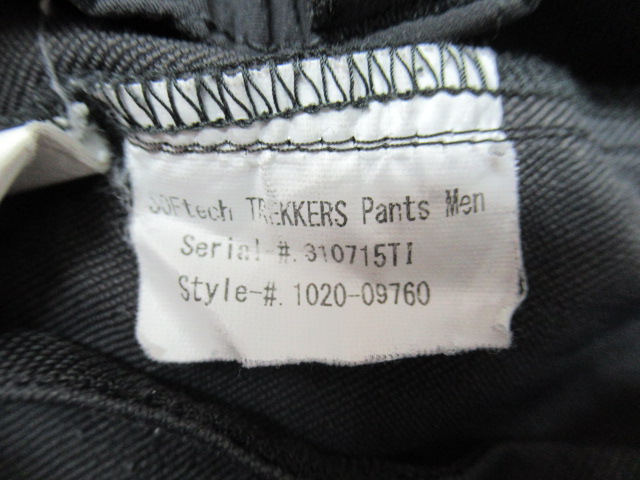 SOFtech TREKKERS Pants Men
Serial-#. 310715TI
Style-#. 1020-09760